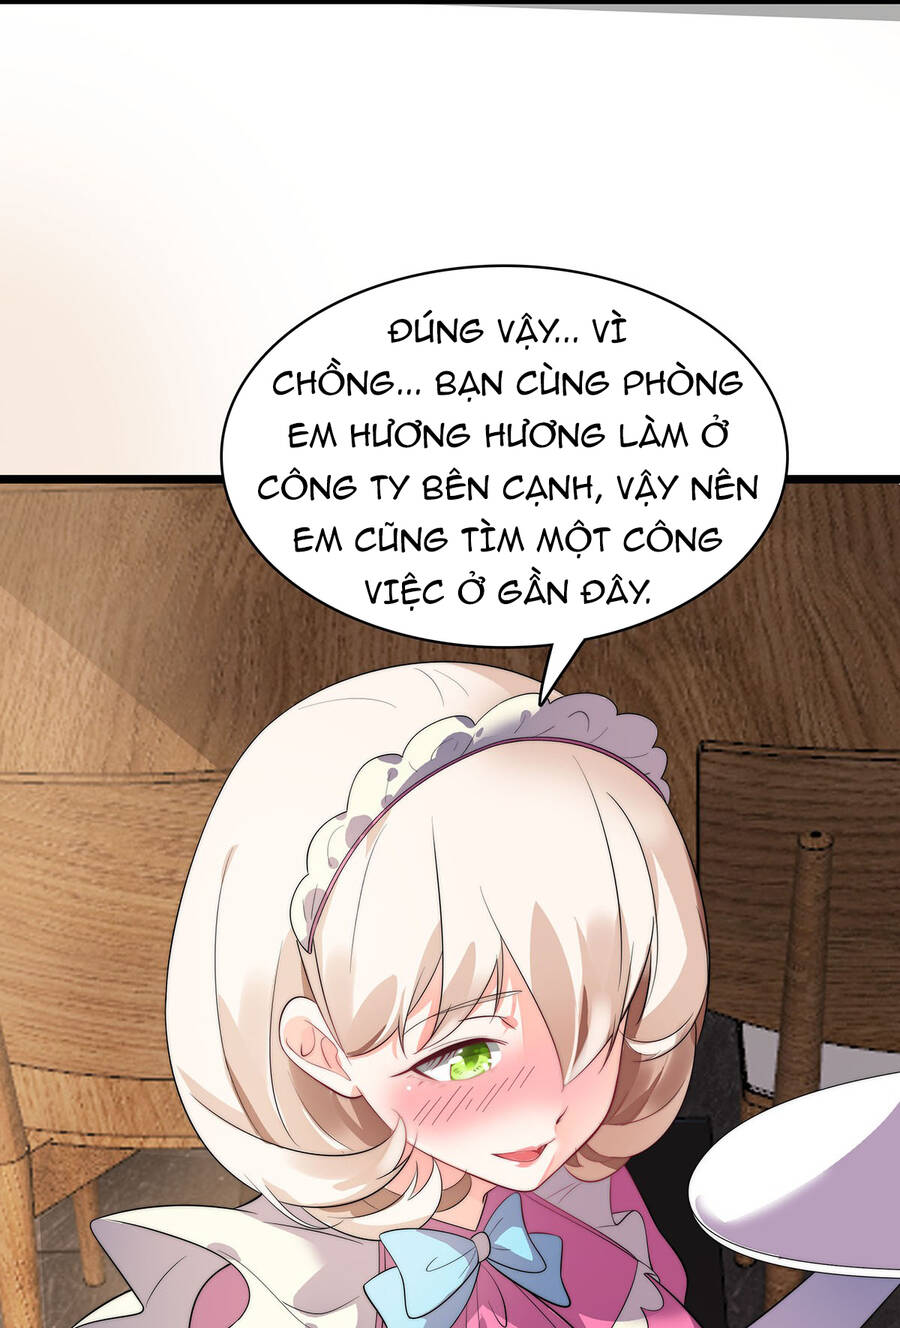 ĐÚNG VẬY... VÌ
CHỒNG... BẠN CÙNG PHÒNG
EM HƯƠNG HƯƠNG LÀM Ở
CÔNG TY BÊN CẠNH, VẬY NÊN
EM CŨNG TÌM MỘT CÔNG
VIỆC Ở GẦN ĐÂY.